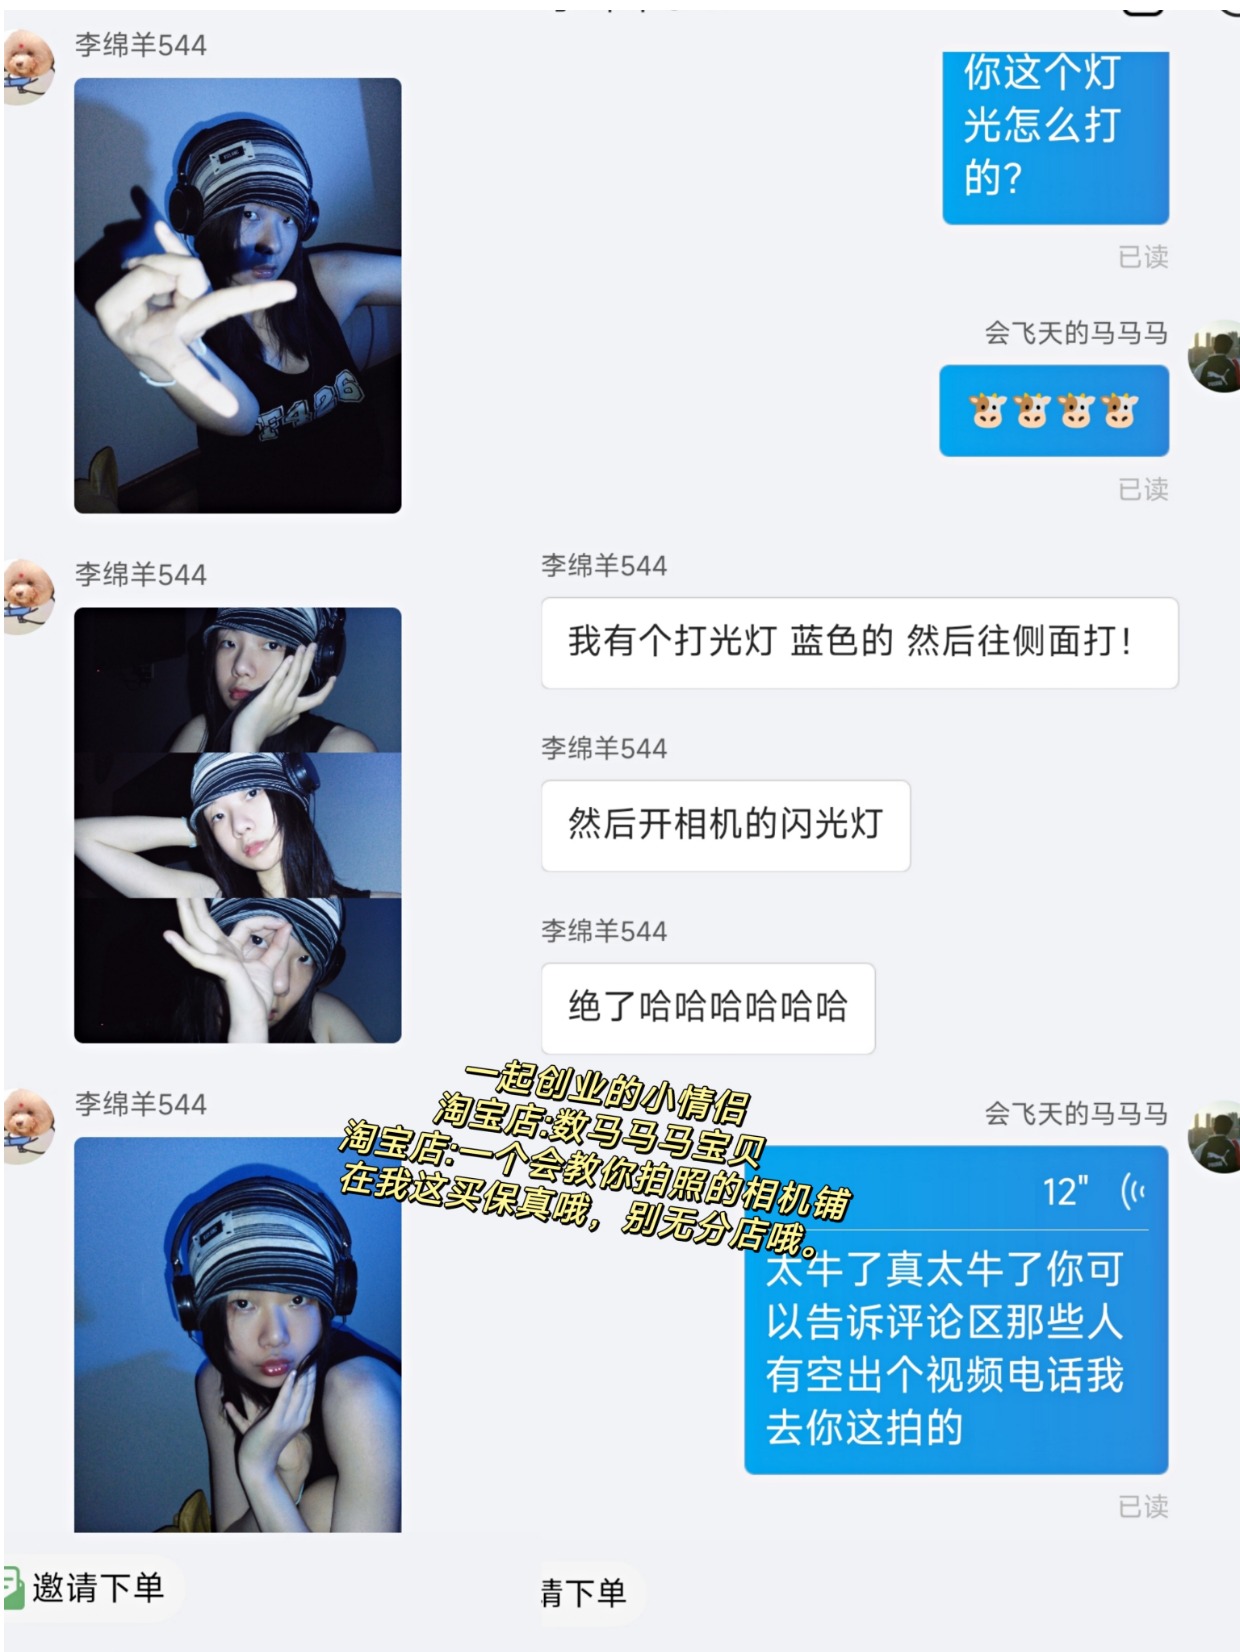 李绵羊544
F426
李绵羊544
李绵羊544
邀请下单
你这个灯
光怎么打
的?
已读
会飞天的马马马
🐮🐮🐮🐮
已读
李绵羊544
我有个打光灯 蓝色的 然后往侧面打!
李绵羊544
然后开相机的闪光灯
李绵羊544
绝了哈哈哈哈哈哈
一起创业的小情侣
淘宝店:数马马马宝贝
淘宝店:一个会教你拍照的相机铺
在我这买保真哦，别无分店哦。
会飞天的马马马
12"
太牛了真太牛了你可
以告诉评论区那些人
有空出个视频电话我
去你这拍的
已读
请下单